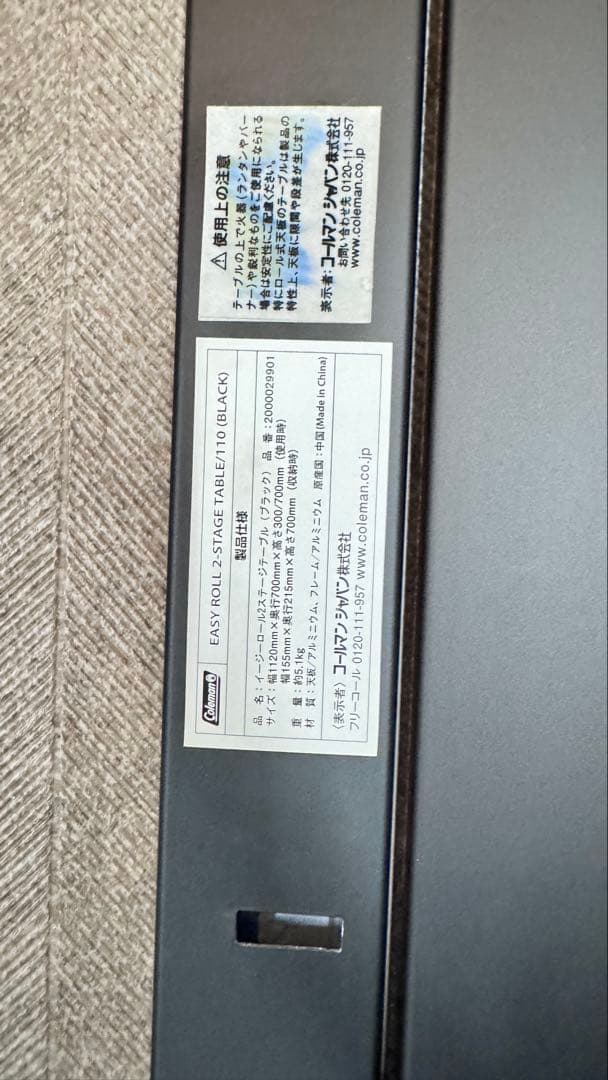 Coleman
EASY ROLL 2-STAGE TABLE/110 (BLACK)
製品仕様
品 名：イージーロール2ステージテーブル（ブラック） 品 番：2000029901
サイズ：幅1120mm×奥行700mm×高さ300/700mm（使用時）
幅155mm×奥行215mm×高さ700mm（収納時）
重 量：約5.1kg
材 質：天板/アルミニウム、フレーム/アルミニウム 原産国：中国(Made in China)
〈表示者〉コールマン ジャパン株式会社
フリーコール 0120-111-957 www.coleman.co.jp
⚠ 使用上の注意
テーブルの上で火器（ランタンやバー
ナー）や鋭利なものをご使用になられる
場合は安定性にご配慮ください。
特にロール式天板のテーブルは製品の
特性上、天板に隙間や段差が生じます。
表示者：コールマン ジャパン株式会社
お問い合わせ先 0120-111-957
www.coleman.co.jp